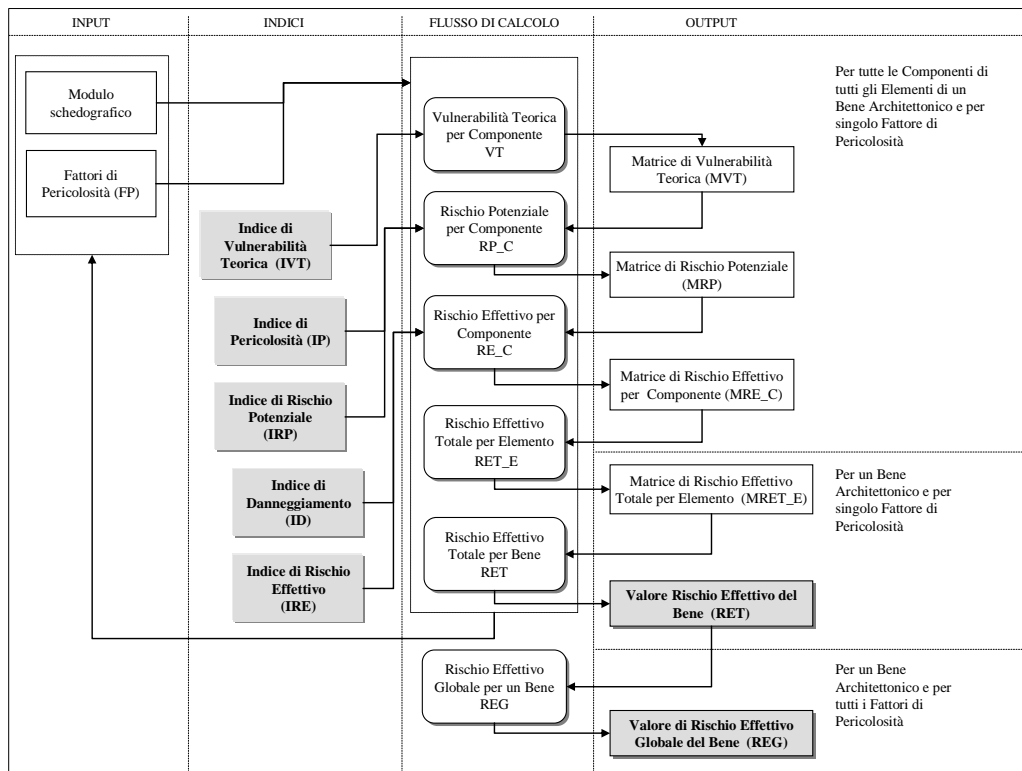 INPUT
INDICI
FLUSSO DI CALCOLO
OUTPUT
Modulo
schedografico
Fattori di
Pericolosità (FP)
Indice di
Vulnerabilità
Teorica (IVT)
Indice di
Pericolosità (IP)
Indice di Rischio
Potenziale
(IRP)
Indice di
Danneggiamento
(ID)
Indice di Rischio
Effettivo
(IRE)
Vulnerabilità Teorica
per Componente
VT
Rischio Potenziale
per Componente
RP_C
Rischio Effettivo per
Componente
RE_C
Rischio Effettivo
Totale per Elemento
RET_E
Rischio Effettivo
Totale per Bene
RET
Rischio Effettivo
Globale per un Bene
REG
Matrice di Vulnerabilità
Teorica (MVT)
Matrice di Rischio Potenziale
(MRP)
Matrice di Rischio Effettivo
per Componente (MRE_C)
Matrice di Rischio Effettivo
Totale per Elemento (MRET_E)
Valore Rischio Effettivo del
Bene (RET)
Valore di Rischio Effettivo
Globale del Bene (REG)
Per tutte le Componenti di
tutti gli Elementi di un
Bene Architettonico e per
singolo Fattore di
Pericolosità
Per un Bene
Architettonico e per
singolo Fattore di
Pericolosità
Per un Bene
Architettonico e per
tutti i Fattori di
Pericolosità